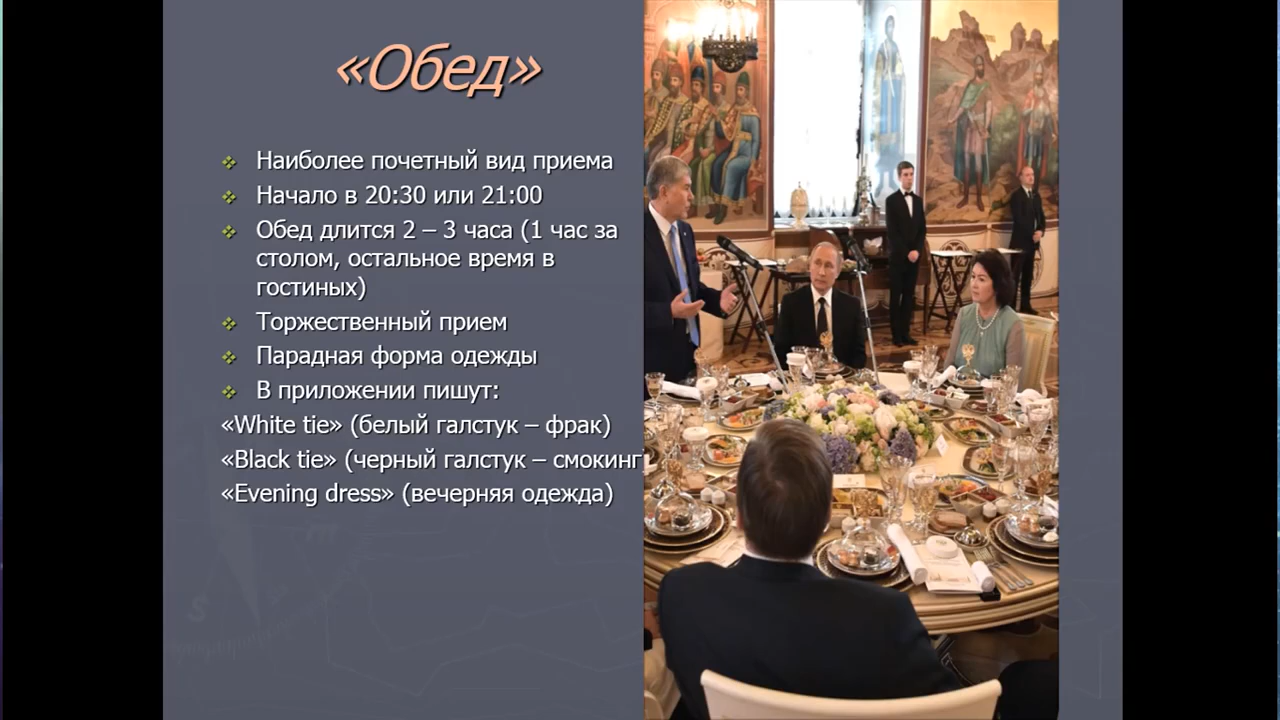 «Обед»
Наиболее почетный вид приема
Начало в 20:30 или 21:00
Обед длится 2 – 3 часа (1 час за
столом, остальное время в
гостиных)
Торжественный прием
Парадная форма одежды
В приложении пишут:
«White tie» (белый галстук – фрак)
«Black tie» (черный галстук – смокинг)
«Evening dress» (вечерняя одежда)